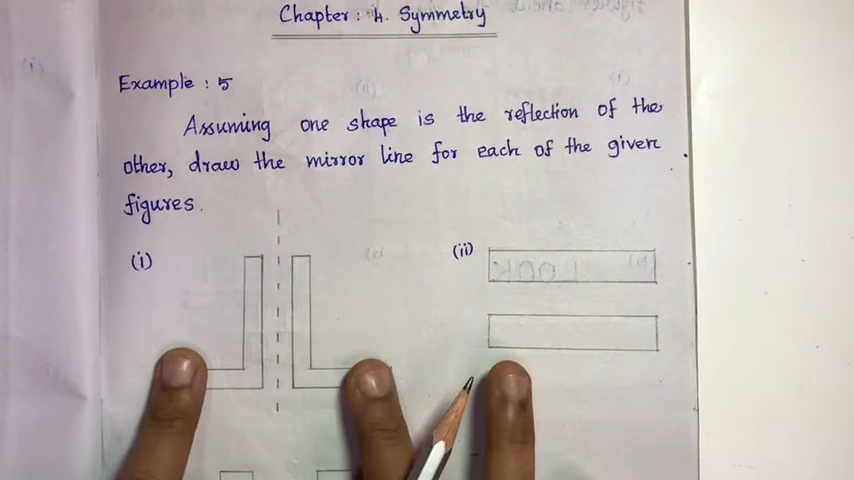 Chapter : 4. Symmetry
Example : 5
Assuming one shape is the reflection of the
other, draw the mirror line for each of the given
figures.
(i)
(ii)